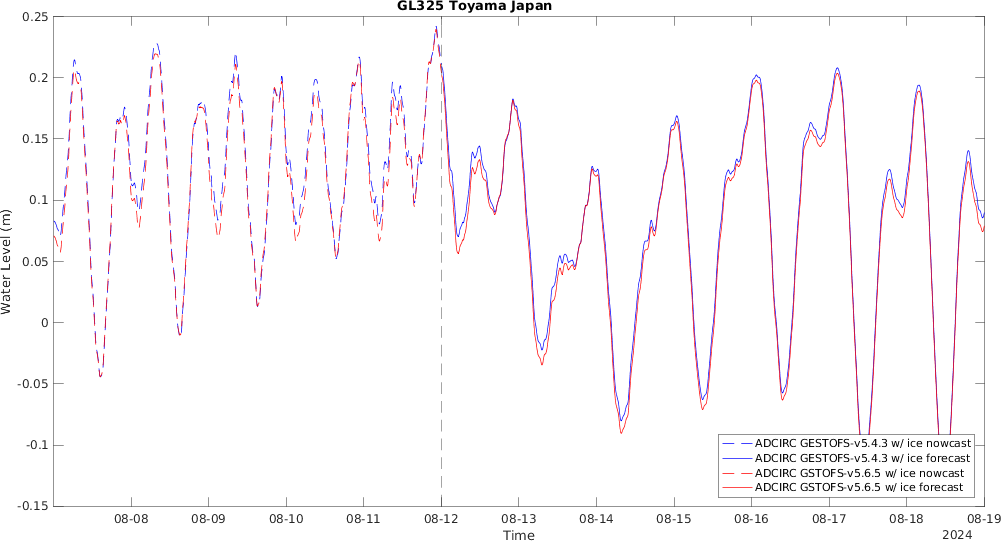 GL325 Toyama Japan
0.25
0.2
0.15
0.1
0.05
0
-0.05
-0.1
-0.15
Water Level (m)
ADCIRC GESTOFS-v5.4.3 w/ ice nowcast
ADCIRC GESTOFS-v5.4.3 w/ ice forecast
ADCIRC GSTOFS-v5.6.5 w/ ice nowcast
ADCIRC GSTOFS-v5.6.5 w/ ice forecast
08-08 08-09 08-10 08-11 08-12 08-13 08-14 08-15 08-16 08-17 08-18 08-19
Time
2024